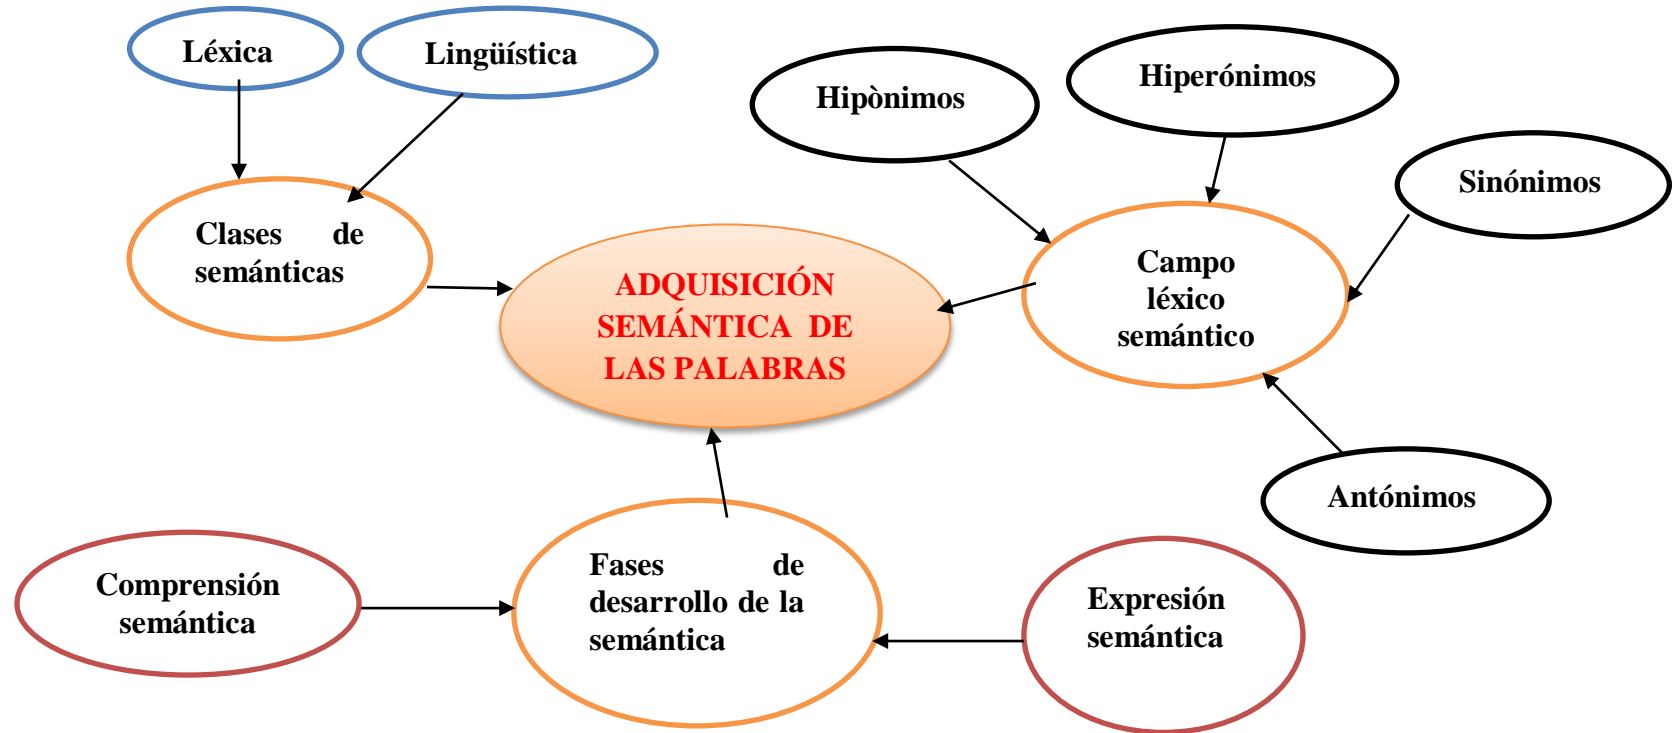 Léxica
Lingüística
Hipònimos
Hiperónimos
Sinónimos
Clases de
semánticas
ADQUISICIÓN
SEMÁNTICA DE
LAS PALABRAS
Campo
léxico
semántico
Antónimos
Comprensión
semántica
Fases de
desarrollo de la
semántica
Expresión
semántica